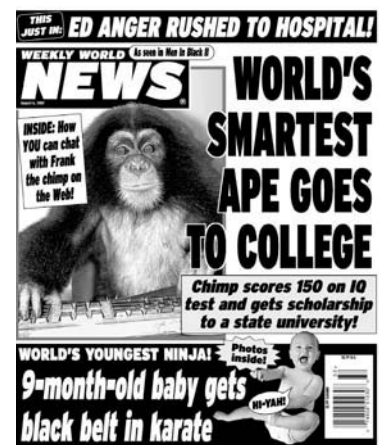 THIS
JUST IN:
ED ANGER RUSHED TO HOSPITAL!
WEEKLY WORLD
As seen in Men in Black II
NEWS
WORLD'S
SMARTEST
APE GOES
TO COLLEGE
INSIDE: How
YOU can chat
with Frank
the chimp on
the Web!
Chimp scores 150 on IQ
test and gets scholarship
to a state university!
WORLD'S YOUNGEST NINJA!
Photos
inside!
9-month-old baby gets
black belt in karate
HI-YAH!